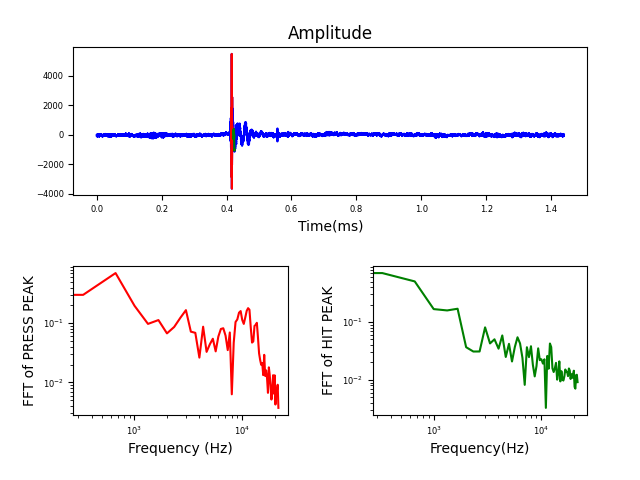 Amplitude
4000
2000
0
−2000
−4000
0.0 0.2 0.4 0.6 0.8 1.0 1.2 1.4
Time(ms)
FFT of PRESS PEAK
10⁻¹
10⁻²
10³ 10⁴
Frequency (Hz)
FFT of HIT PEAK
10⁻¹
10⁻²
10³ 10⁴
Frequency(Hz)